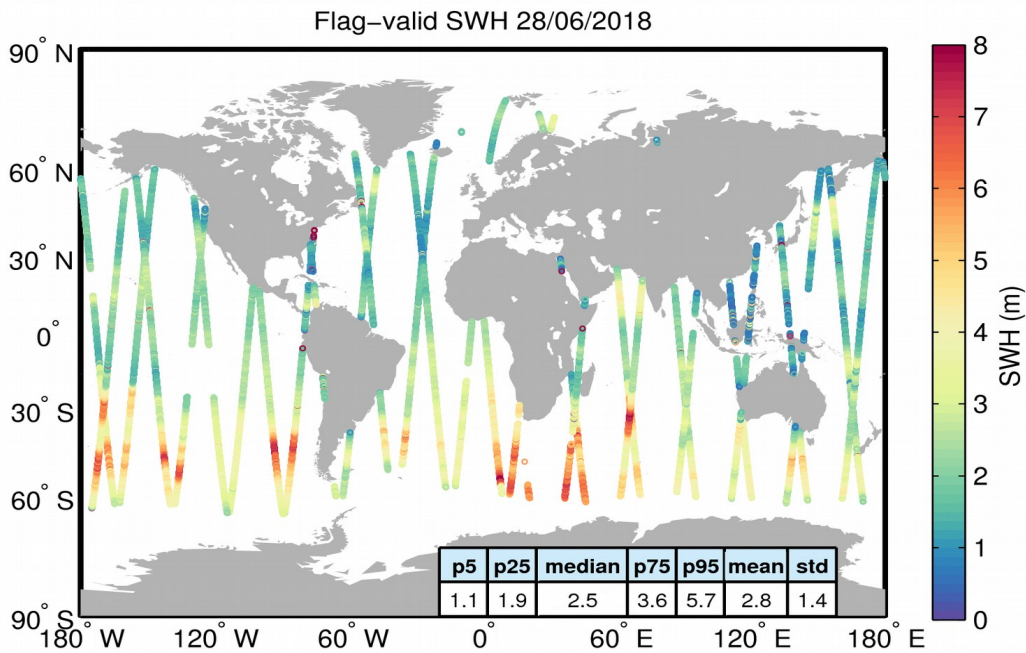 Flag−valid SWH 28/06/2018
90° N
60° N
30° N
0°
30° S
60° S
90° S
180° W
120° W
60° W
0°
60° E
120° E
180° E
8
7
6
5
4
3
2
1
0
SWH (m)
p5 p25 median p75 p95 mean std
1.1 1.9 2.5 3.6 5.7 2.8 1.4